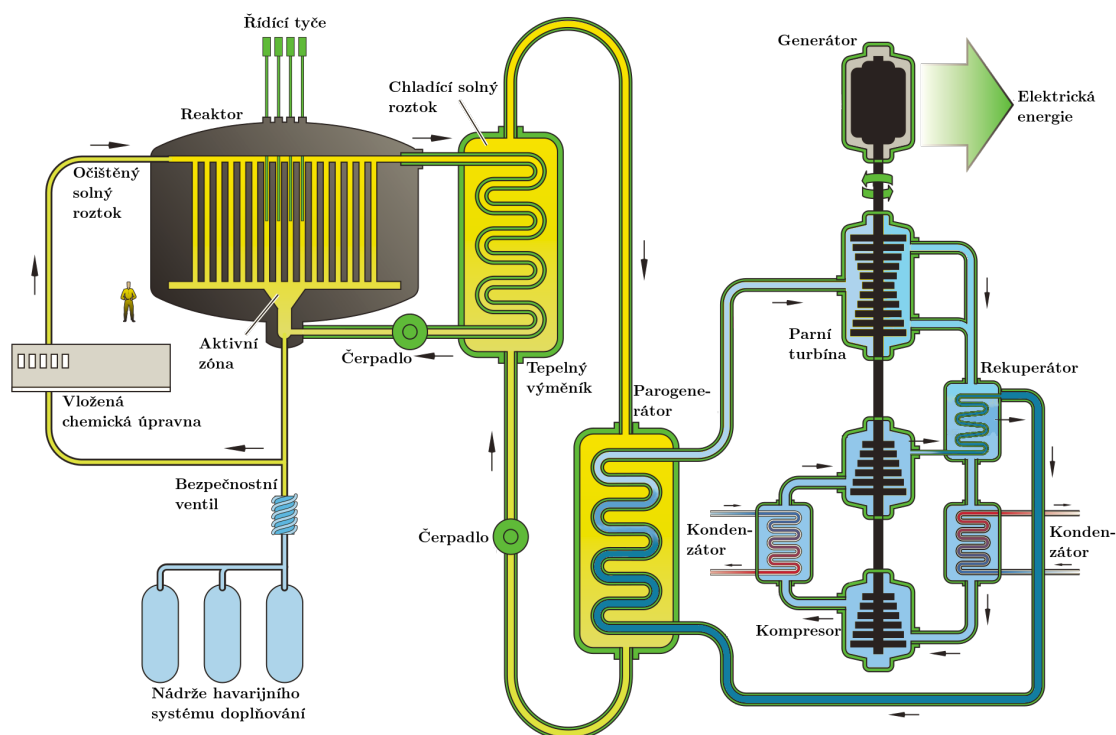 Řídící tyče
Generátor
Chladící solný
roztok
Elektrická
energie
Reaktor
Očištěný
solný
roztok
Aktivní
zóna
Čerpadlo
Tepelný
výměník
Parní
turbína
Rekuperátor
Parogene-
rátor
Vložená
chemická úpravna
Bezpečnostní
ventil
Čerpadlo
Konden-
zátor
Konden-
zátor
Kompresor
Nádrže havarijního
systému doplňování